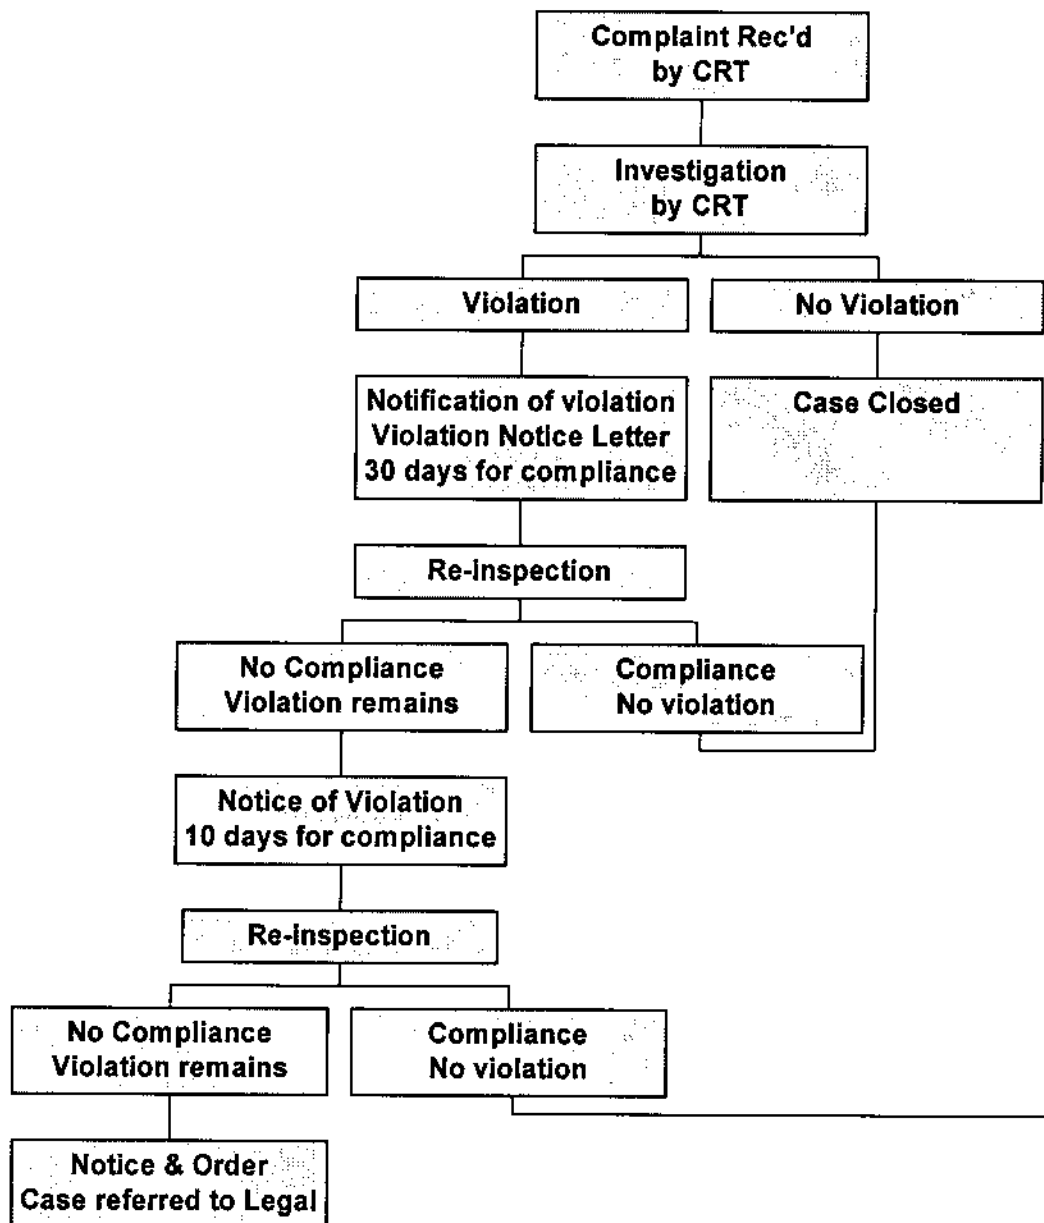 Complaint Rec'd
by CRT
Investigation
by CRT
Violation
No Violation
Notification of violation
Violation Notice Letter
30 days for compliance
Case Closed
Re-inspection
No Compliance
Violation remains
Compliance
No violation
Notice of Violation
10 days for compliance
Re-inspection
No Compliance
Violation remains
Compliance
No violation
Notice & Order
Case referred to Legal